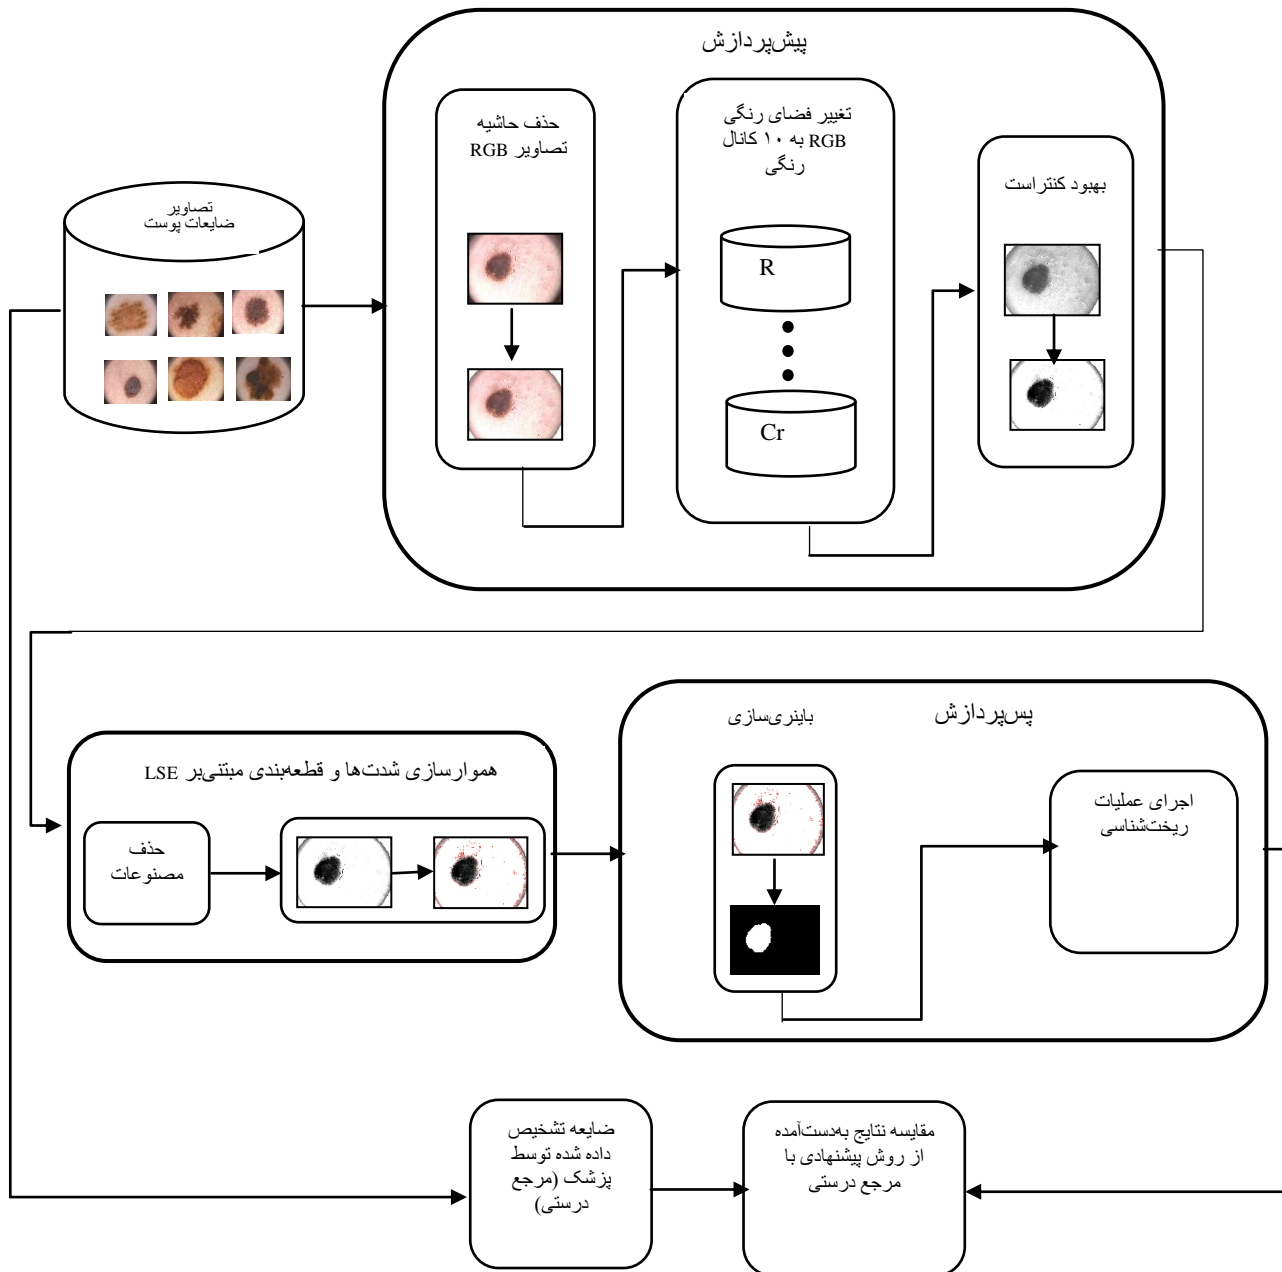 پیش‌پردازش
حذف حاشیه
تصاویر RGB
تغییر فضای رنگی
RGB به ۱۰ کانال
رنگی
بهبود کنتراست
تصاویر
ضایعات پوست
R
Cr
هموارسازی شدت‌ها و قطعه‌بندی مبتنی‌بر LSE
حذف
مصنوعات
پس‌پردازش
باینری‌سازی
اجرای عملیات
ریخت‌شناسی
ضایعه تشخیص
داده شده توسط
پزشک (مرجع
درستی)
مقایسه نتایج به‌دست‌آمده
از روش پیشنهادی با
مرجع درستی